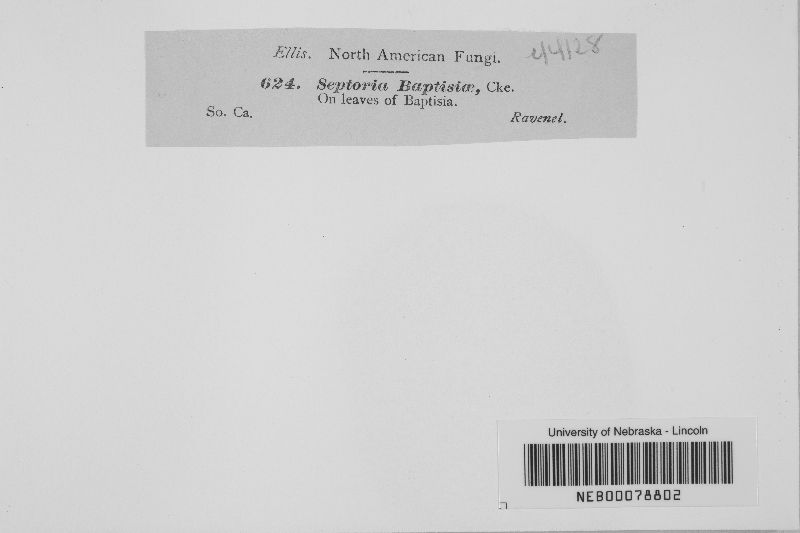 Ellis. North American Fungi.
624. Septoria Baptisiæ, Cke.
On leaves of Baptisia.
So. Ca.
Ravenel.
University of Nebraska - Lincoln
NEB00078802